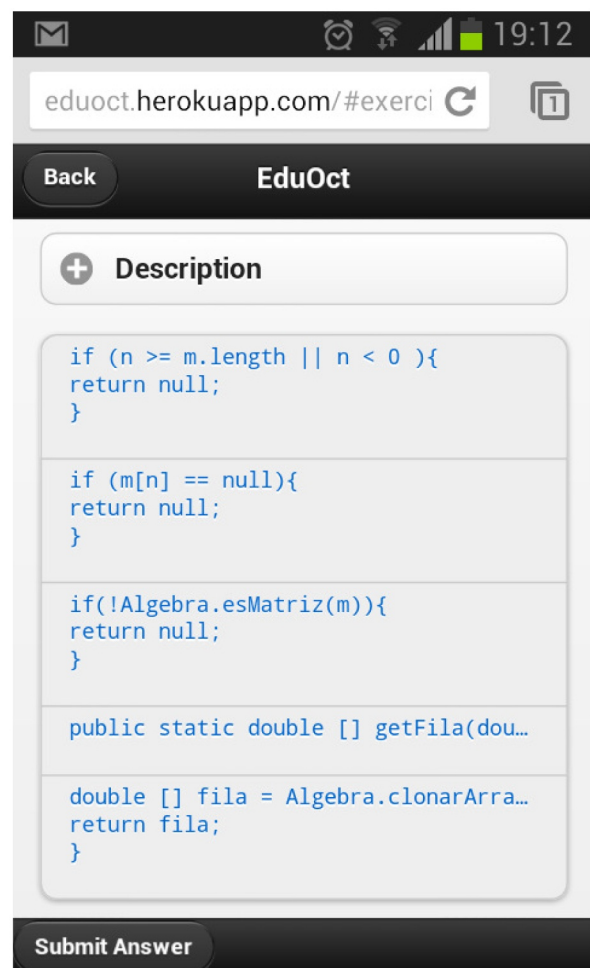 19:12
eduoct.herokuapp.com/#exerci
1
Back
EduOct
Description
if (n >= m.length || n < 0 ){
return null;
}
if (m[n] == null){
return null;
}
if(!Algebra.esMatriz(m)){
return null;
}
public static double [] getFila(dou…
double [] fila = Algebra.clonarArra…
return fila;
}
Submit Answer